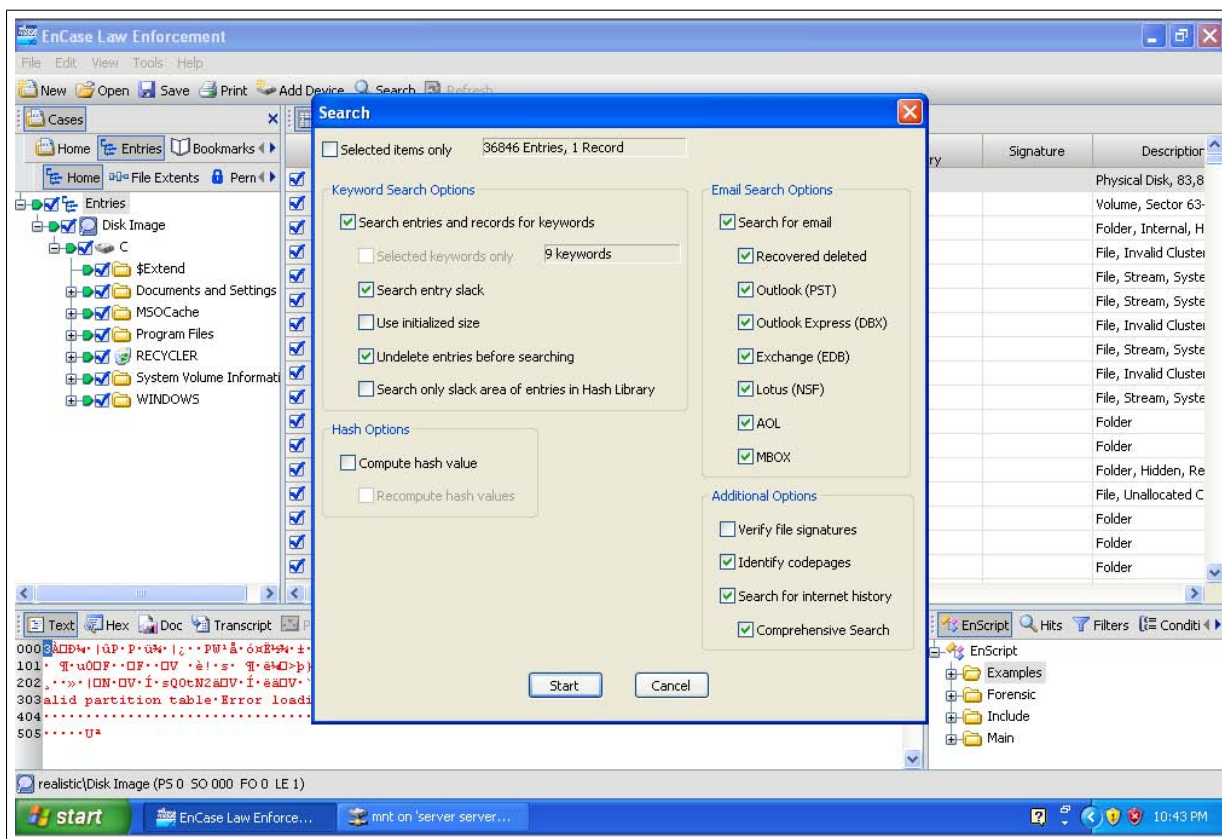 EnCase Law Enforcement
File Edit View Tools Help
New Open Save Print Add Device Search Refresh
Cases
Home Entries Bookmarks
Home File Extents Perm
Entries
Disk Image
C
$Extend
Documents and Settings
MSOCache
Program Files
RECYCLER
System Volume Informati
WINDOWS
Search
Selected items only 36846 Entries, 1 Record
Keyword Search Options
Search entries and records for keywords
Selected keywords only 9 keywords
Search entry slack
Use initialized size
Undelete entries before searching
Search only slack area of entries in Hash Library
Hash Options
Compute hash value
Recompute hash values
Email Search Options
Search for email
Recovered deleted
Outlook (PST)
Outlook Express (DBX)
Exchange (EDB)
Lotus (NSF)
AOL
MBOX
Additional Options
Verify file signatures
Identify codepages
Search for internet history
Comprehensive Search
Start Cancel
ry Signature Description
Physical Disk, 83,8
Volume, Sector 63-
Folder, Internal, H
File, Invalid Cluster
File, Stream, Syste
File, Stream, Syste
File, Invalid Cluster
File, Stream, Syste
File, Invalid Cluster
File, Stream, Syste
Folder
Folder
Folder, Hidden, Re
File, Unallocated C
Folder
Folder
Folder
Text Hex Doc Transcript
000
101
202
303 alid partition table·Error loadi
404
505
EnScript Hits Filters Conditi
EnScript
Examples
Forensic
Include
Main
realistic\Disk Image (PS 0 SO 000 FO 0 LE 1)
start EnCase Law Enforce... mnt on 'server server... 10:43 PM